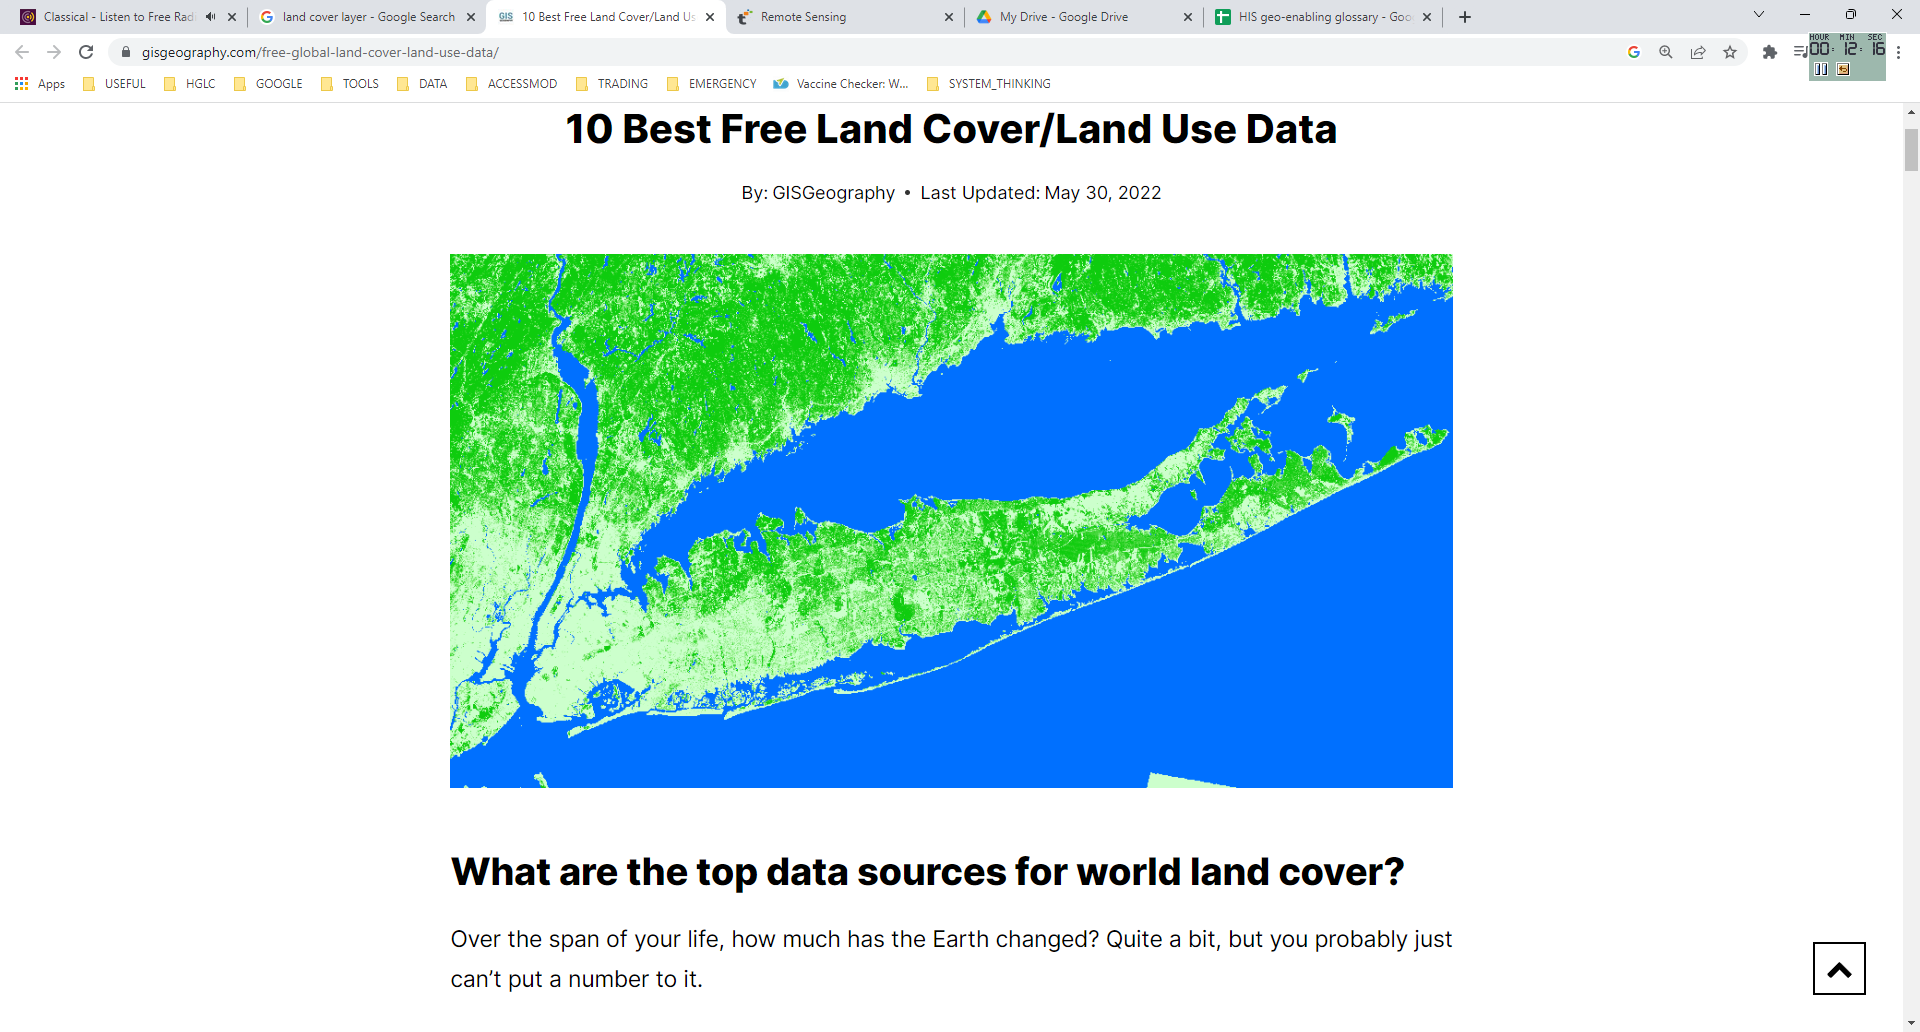 Classical - Listen to Free Rad
land cover layer - Google Search
GIS 10 Best Free Land Cover/Land Us
Remote Sensing
My Drive - Google Drive
HIS geo-enabling glossary - Goo
gisgeography.com/free-global-land-cover-land-use-data/
HOUR MIN SEC
00: 12: 16
Apps
USEFUL
HGLC
GOOGLE
TOOLS
DATA
ACCESSMOD
TRADING
EMERGENCY
Vaccine Checker: W...
SYSTEM_THINKING
10 Best Free Land Cover/Land Use Data
By: GISGeography • Last Updated: May 30, 2022
What are the top data sources for world land cover?
Over the span of your life, how much has the Earth changed? Quite a bit, but you probably just
can’t put a number to it.